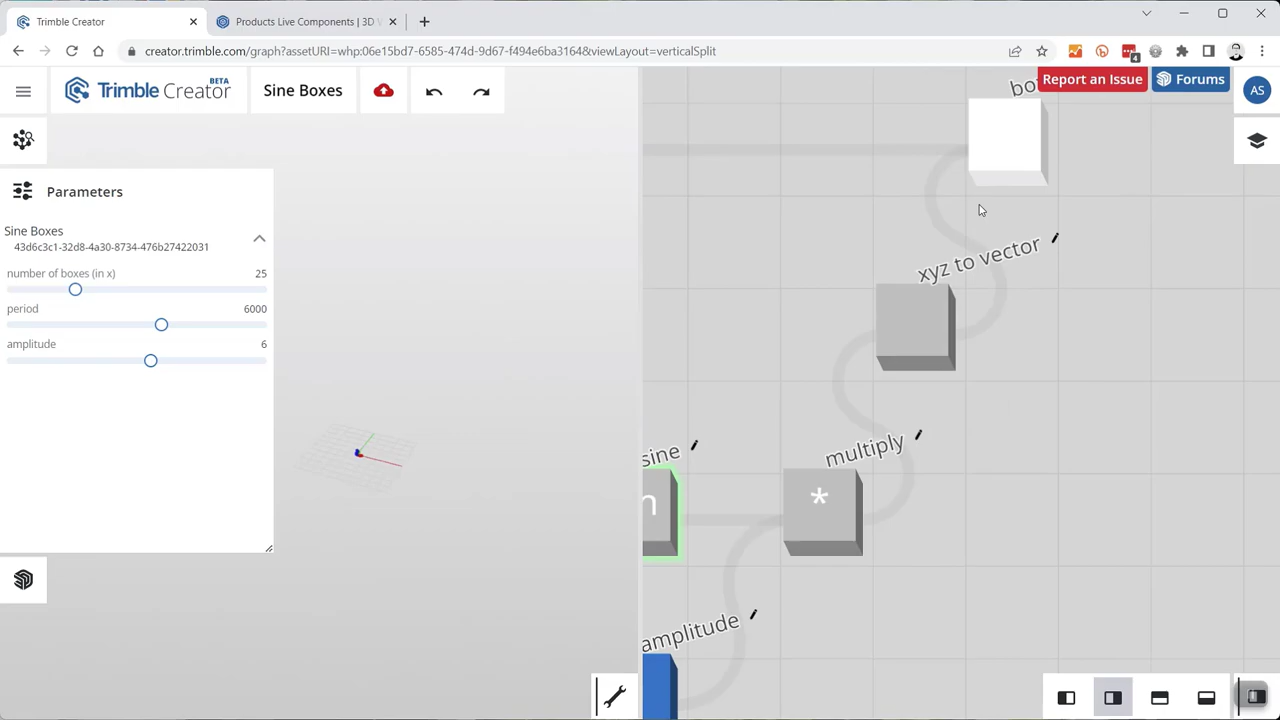 Trimble Creator
Products Live Components | 3D
creator.trimble.com/graph?assetURI=whp:06e15bd7-6585-474d-9d67-f494e6ba3164&viewLayout=verticalSplit
4
Trimble Creator BETA
Sine Boxes
Report an Issue
Forums
AS
Parameters
Sine Boxes
43d6c3c1-32d8-4a30-8734-476b27422031
number of boxes (in x) 25
period 6000
amplitude 6
bo
xyz to vector
multiply
*
sine
n
amplitude